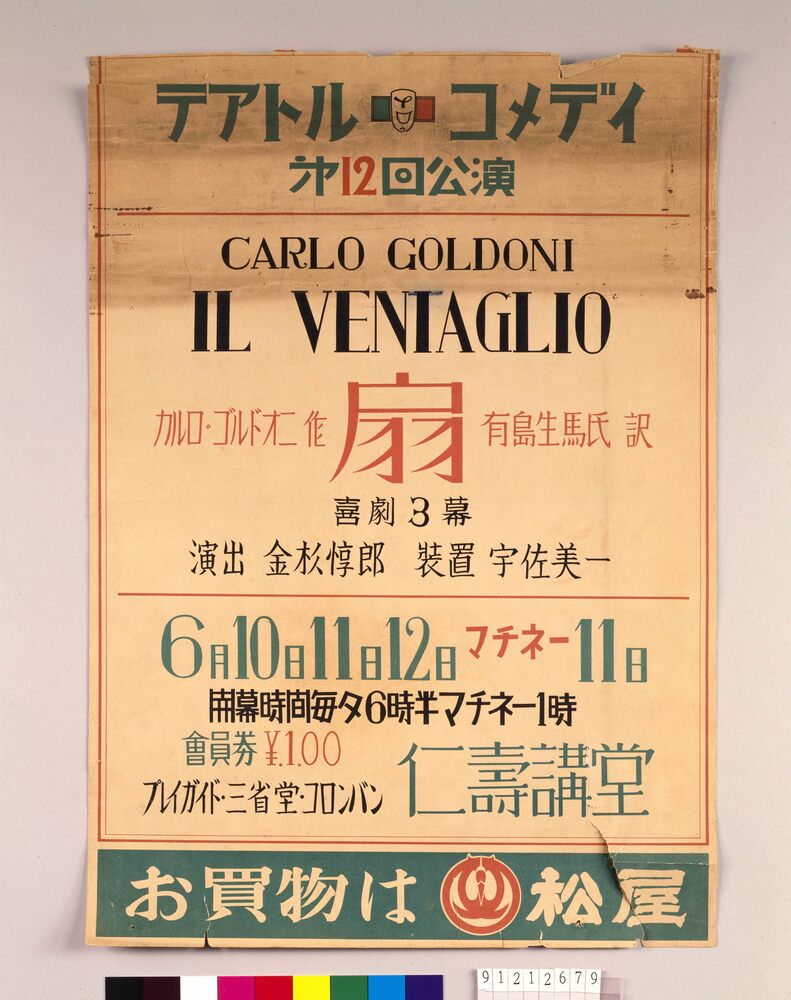 テアトル コメデイ
㐧12回公演
CARLO GOLDONI
IL VENTAGLIO
カルロ・ゴルドオニ 作 扇 有島生馬氏 訳
喜劇 3 幕
演出 金杉惇郎 装置 宇佐美一
6月10日11日12日 マチネー 11日
開幕時間毎夕6時半マチネー1時
會員券 ¥.1.00
プレイガイド・三省堂・コロンバン
仁壽講堂
お買物は 松屋
91212679